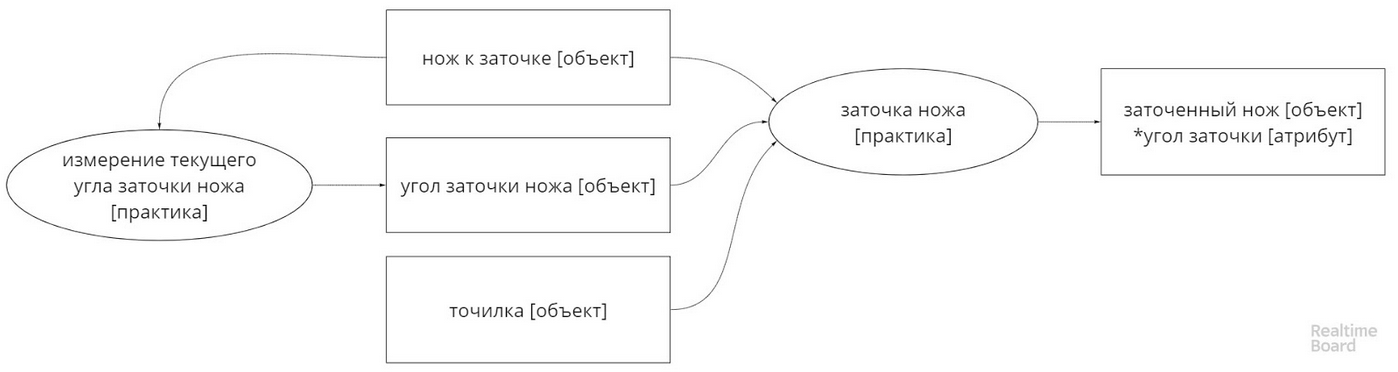 нож к заточке [объект]
измерение текущего
угла заточки ножа
[практика]
угол заточки ножа [объект]
точилка [объект]
заточка ножа
[практика]
заточенный нож [объект]
*угол заточки [атрибут]
Realtime
Board